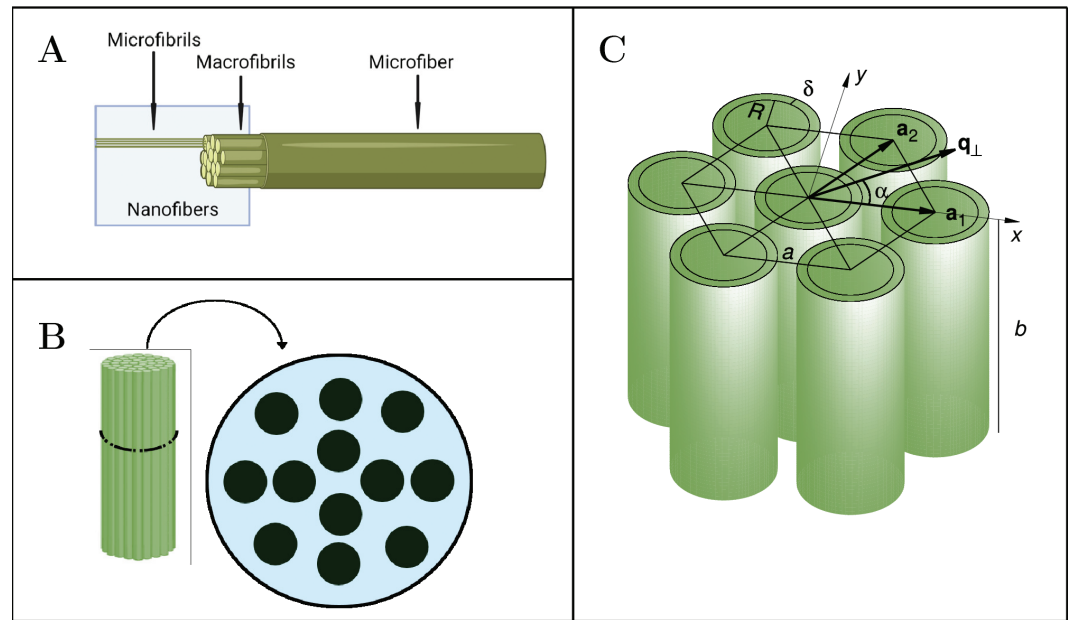 A
Microfibrils
Macrofibrils
Microfiber
Nanofibers
B
C
y
δ
R
a₂
q⊥
α
a₁
x
a
b